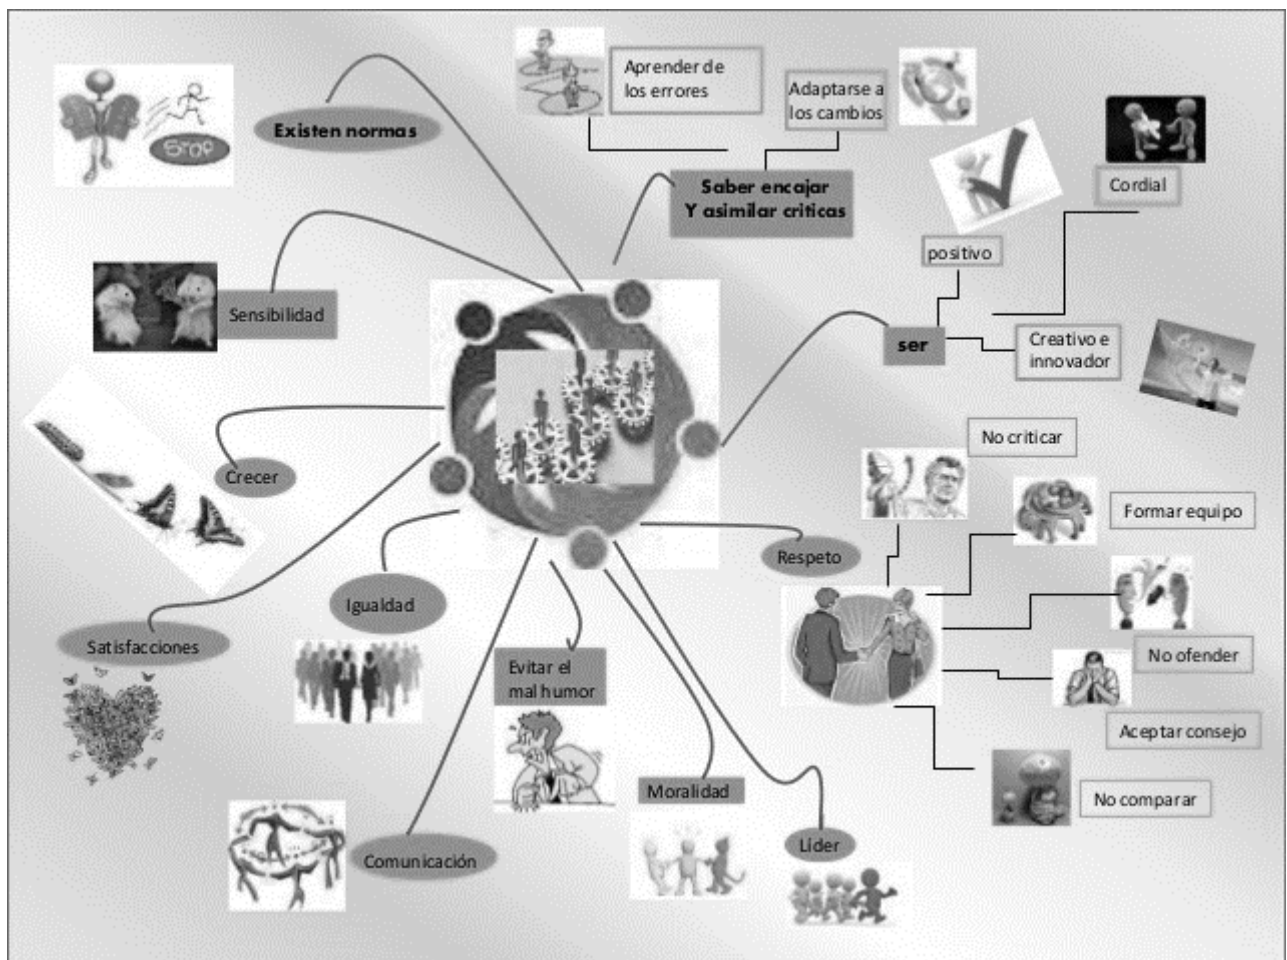 Existen normas
STOP
Aprender de
los errores
Adaptarse a
los cambios
Saber encajar
Y asimilar criticas
Cordial
positivo
ser
Creativo e
innovador
Sensibilidad
Crecer
No criticar
Formar equipo
Respeto
Igualdad
Satisfacciones
Evitar el
mal humor
No ofender
Aceptar consejo
Moralidad
No comparar
Comunicación
Líder